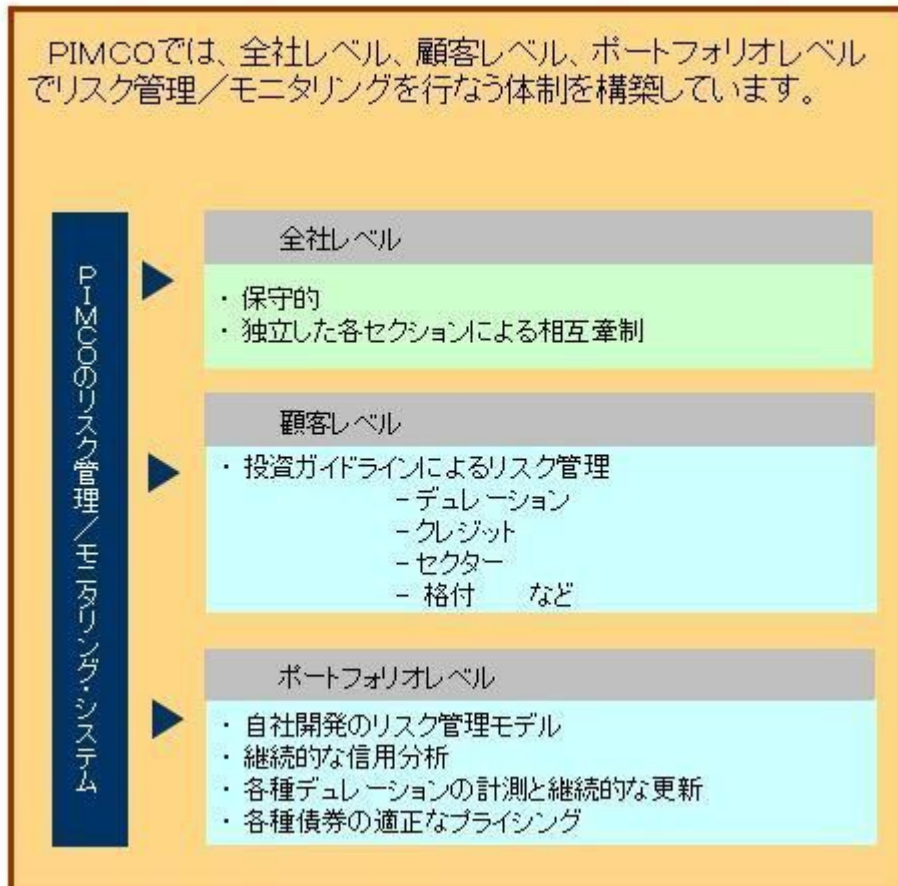 PIMCOでは、全社レベル、顧客レベル、ポートフォリオレベル
でリスク管理／モニタリングを行なう体制を構築しています。
PIMCOのリスク管理／モニタリング・システム
全社レベル
・ 保守的
・ 独立した各セクションによる相互牽制
顧客レベル
・ 投資ガイドラインによるリスク管理
－デュレーション
－クレジット
－セクター
－ 格付　など
ポートフォリオレベル
・ 自社開発のリスク管理モデル
・ 継続的な信用分析
・ 各種デュレーションの計測と継続的な更新
・ 各種債券の適正なプライシング